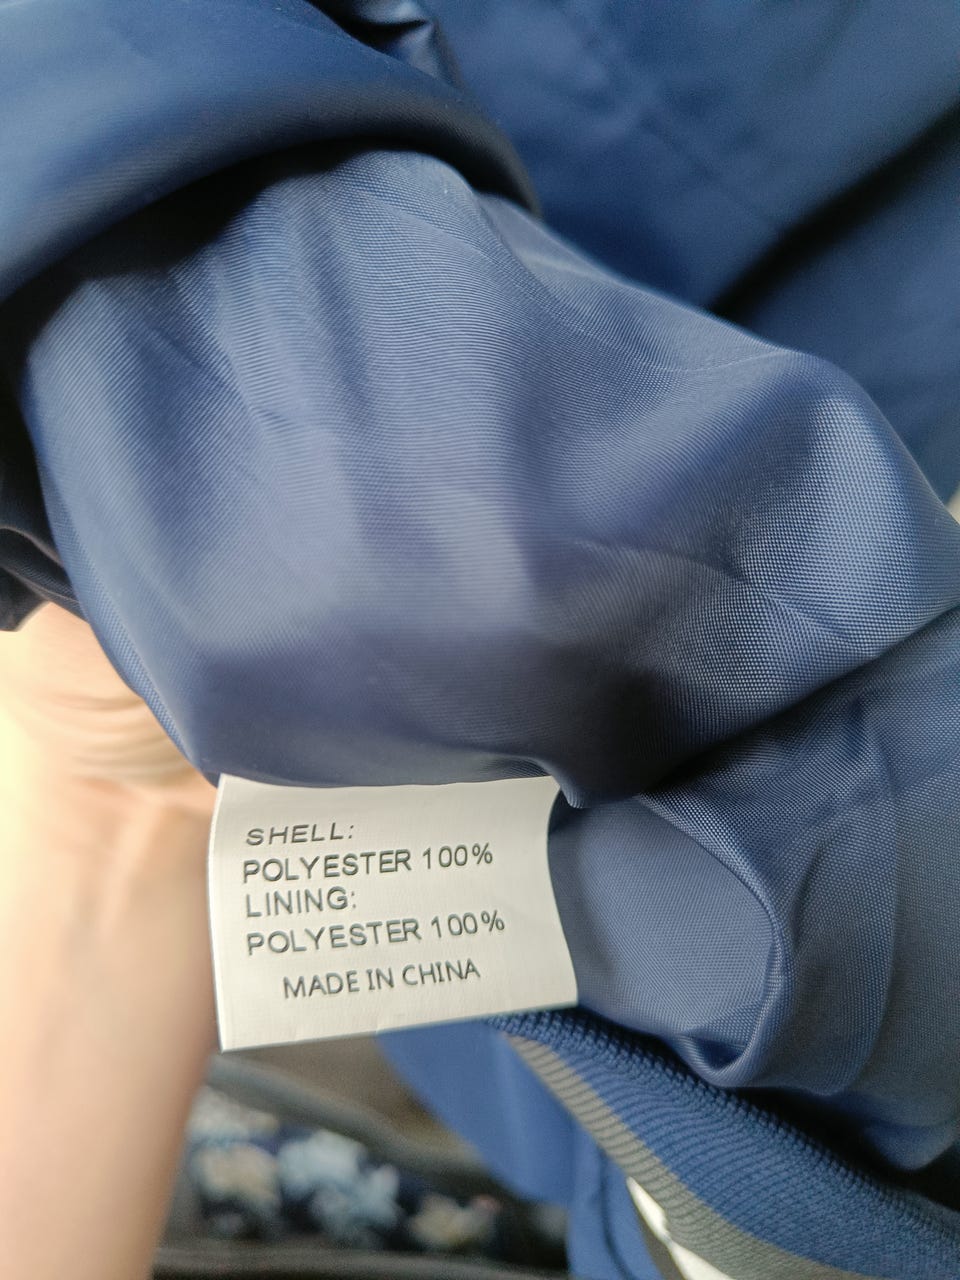 SHELL:
POLYESTER 100%
LINING:
POLYESTER 100%
MADE IN CHINA